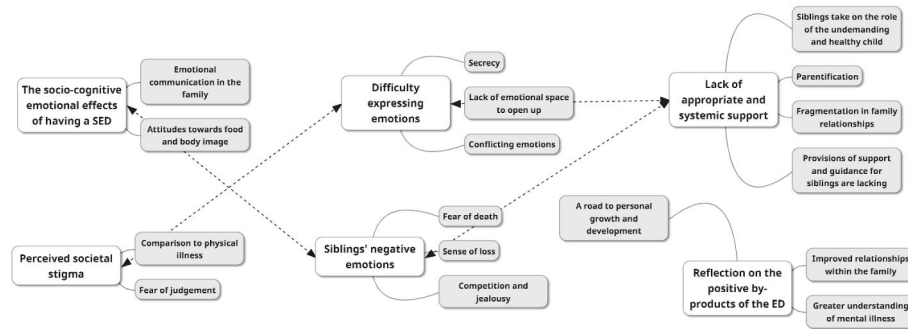 The socio-cognitive
emotional effects
of having a SED
Emotional
communication in the
family
Attitudes towards food
and body image
Perceived societal
stigma
Comparison to physical
illness
Fear of judgement
Difficulty
expressing
emotions
Secrecy
Lack of emotional space
to open up
Conflicting emotions
Siblings' negative
emotions
Fear of death
Sense of loss
Competition and
jealousy
Lack of
appropriate and
systemic support
Siblings take on the role
of the undemanding
and healthy child
Parentification
Fragmentation in family
relationships
Provisions of support
and guidance for
siblings are lacking
A road to personal
growth and
development
Reflection on the
positive by-
products of the ED
Improved relationships
within the family
Greater understanding
of mental illness